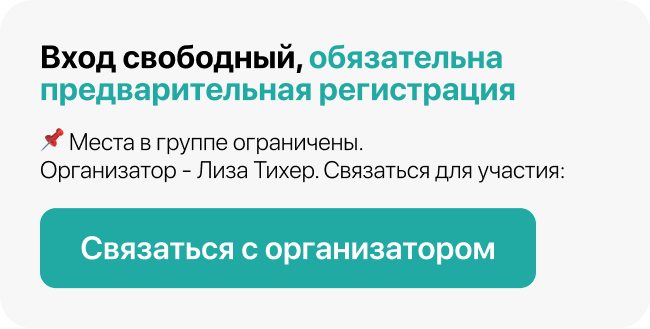 Вход свободный, обязательна
предварительная регистрация
📌 Места в группе ограничены.
Организатор - Лиза Тихер. Связаться для участия:
Связаться с организатором